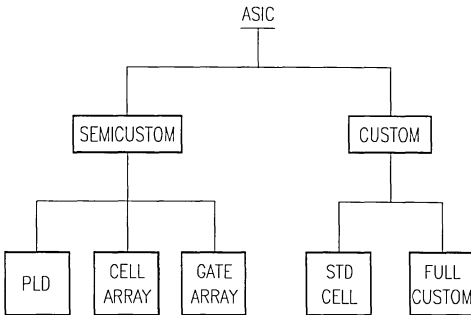 ASIC
SEMICUSTOM
CUSTOM
PLD
CELL
ARRAY
GATE
ARRAY
STD
CELL
FULL
CUSTOM